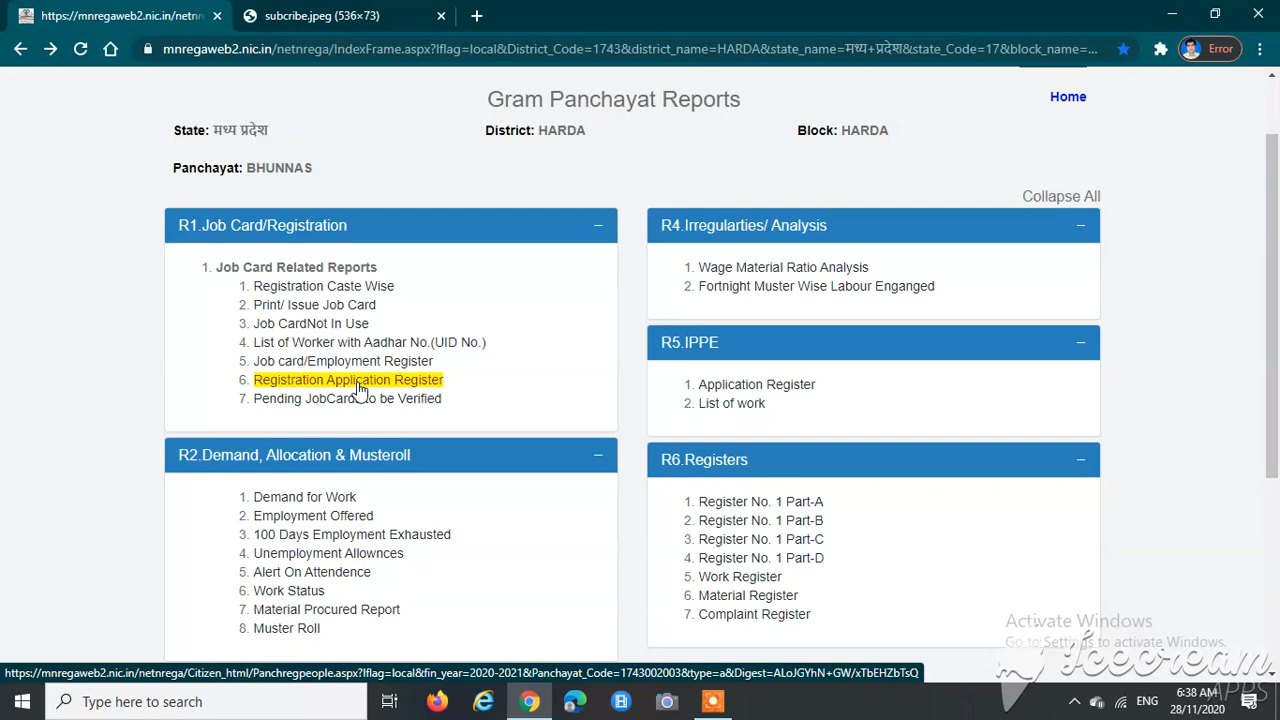 https://mnregaweb2.nic.in/netnr
subcribe.jpeg (536×73)
mnregaweb2.nic.in/netnrega/IndexFrame.aspx?lflag=local&District_Code=1743&district_name=HARDA&state_name=मध्य+प्रदेश&state_Code=17&block_name=...
Error
Gram Panchayat Reports
Home
State: मध्य प्रदेश
District: HARDA
Block: HARDA
Panchayat: BHUNNAS
Collapse All
R1.Job Card/Registration
1. Job Card Related Reports
1. Registration Caste Wise
2. Print/ Issue Job Card
3. Job CardNot In Use
4. List of Worker with Aadhar No.(UID No.)
5. Job card/Employment Register
6. Registration Application Register
7. Pending JobCard to be Verified
R4.Irregularties/ Analysis
1. Wage Material Ratio Analysis
2. Fortnight Muster Wise Labour Enganged
R5.IPPE
1. Application Register
2. List of work
R2.Demand, Allocation & Musteroll
1. Demand for Work
2. Employment Offered
3. 100 Days Employment Exhausted
4. Unemployment Allownces
5. Alert On Attendence
6. Work Status
7. Material Procured Report
8. Muster Roll
R6.Registers
1. Register No. 1 Part-A
2. Register No. 1 Part-B
3. Register No. 1 Part-C
4. Register No. 1 Part-D
5. Work Register
6. Material Register
7. Complaint Register
Activate Windows
Go to Settings to activate Windows.
Icecream
APPS
https://mnregaweb2.nic.in/netnrega/Citizen_html/Panchregpeople.aspx?lflag=local&fin_year=2020-2021&Panchayat_Code=1743002003&type=a&Digest=ALoJGYhN+GW/xTbEHZbTsQ
Type here to search
ENG
6:38 AM
28/11/2020